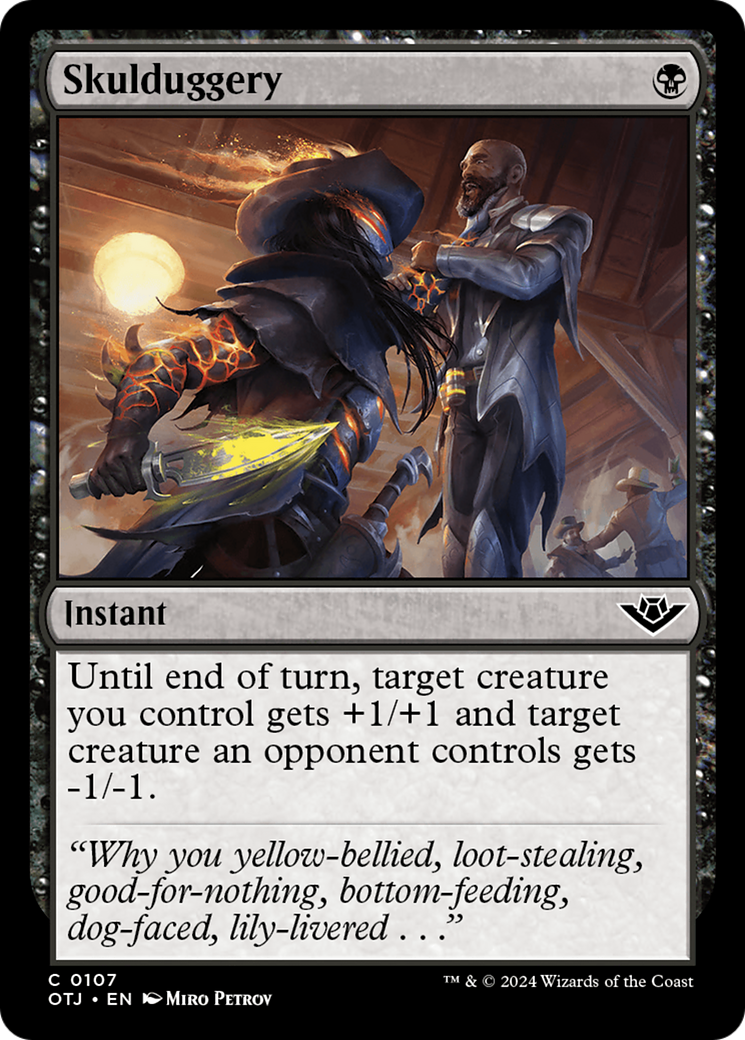 Skulduggery
Instant
Until end of turn, target creature
you control gets +1/+1 and target
creature an opponent controls gets
-1/-1.
“Why you yellow-bellied, loot-stealing,
good-for-nothing, bottom-feeding,
dog-faced, lily-livered . . .”
C 0107
™ & © 2024 Wizards of the Coast
OTJ • EN Miro Petrov